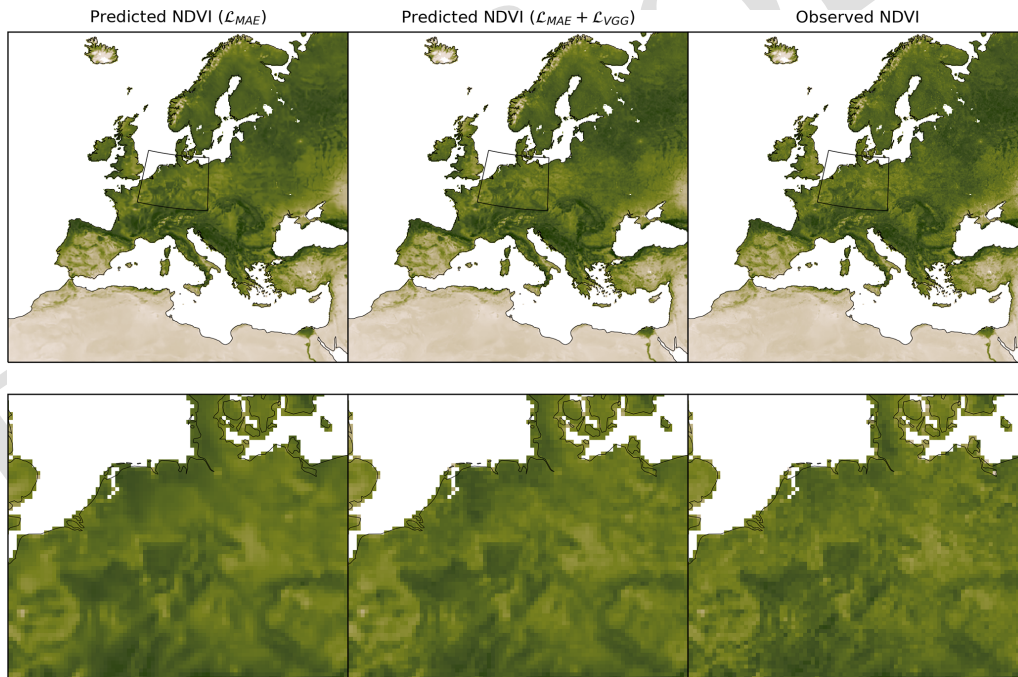 Predicted NDVI (ℒ_MAE)
Predicted NDVI (ℒ_MAE + ℒ_VGG)
Observed NDVI